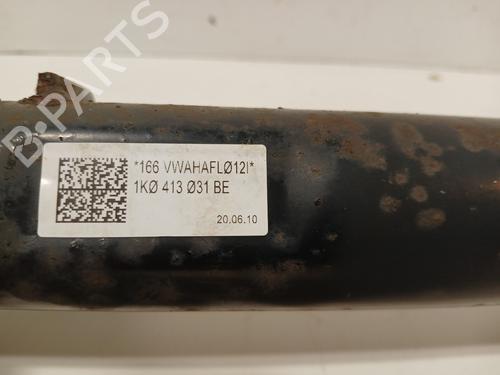 B-PARTS
*166 VWAHAFLØ12I*
1KØ 413 Ø31 BE
20.06.10